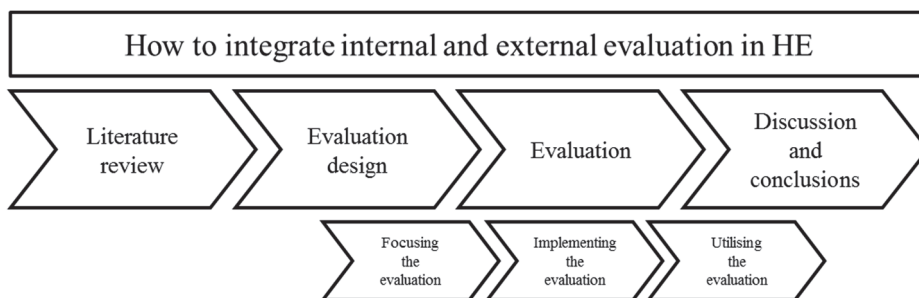 How to integrate internal and external evaluation in HE
Literature
review
Evaluation
design
Evaluation
Discussion
and
conclusions
Focusing
the
evaluation
Implementing
the
evaluation
Utilising
the
evaluation